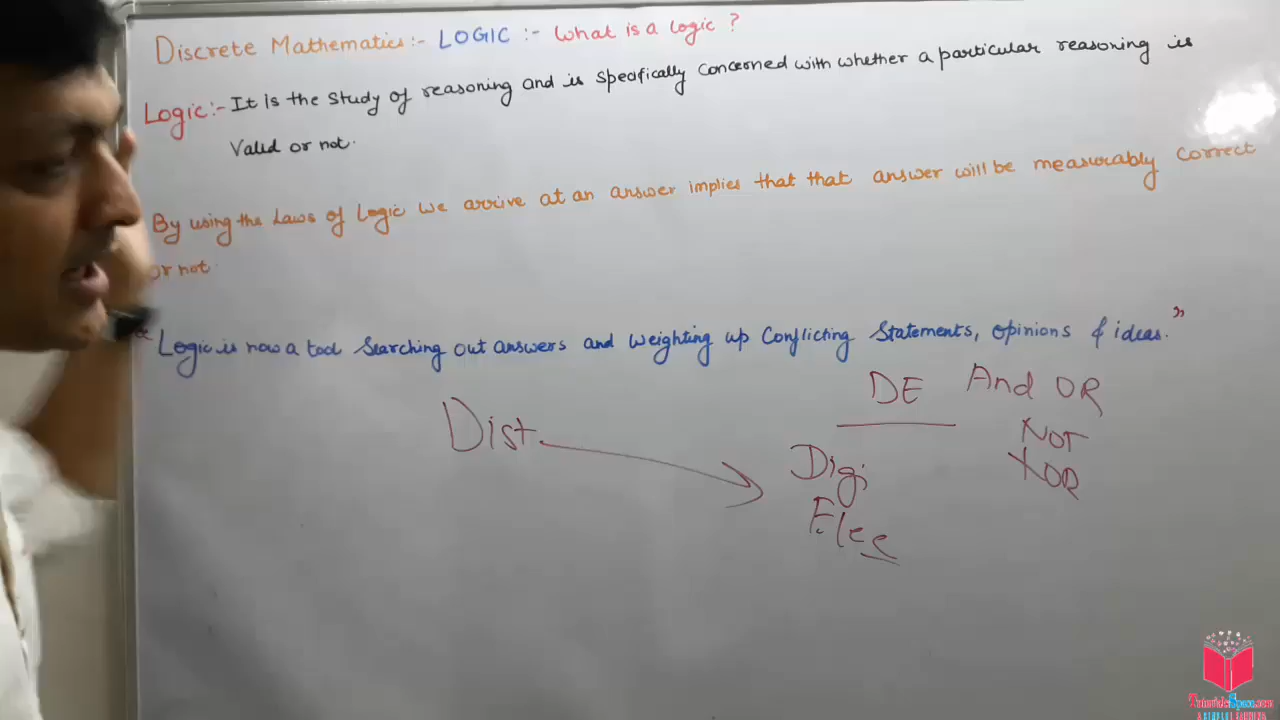 Discrete Mathematics:- LOGIC :- What is a logic ?
Logic:- It is the study of reasoning and is specifically concerned with whether a particular reasoning is
Valid or not.
By using the Laws of Logic we arrive at an answer implies that that answer will be measurably correct
or not.
"Logic is now a tool Searching out answers and weighting up Conflicting Statements, opinions & ideas."
DE And OR
Dist
NOT
Digi
XOR
Elec